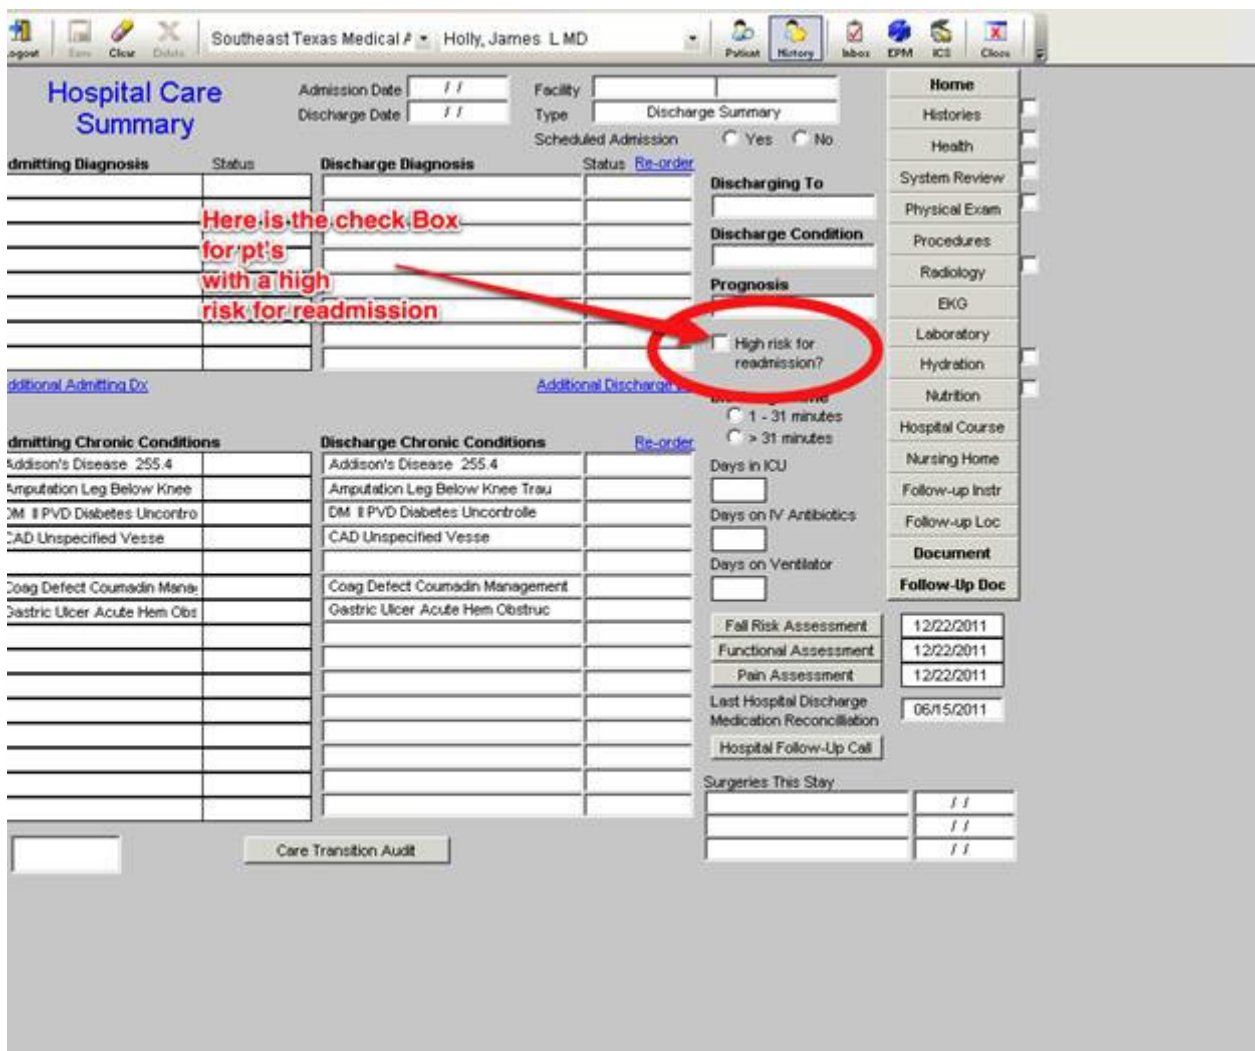 ogout Save Clear Delete Southeast Texas Medical A Holly, James L MD Patient History Inbox EPM ICS Close
Hospital Care
Summary
Admission Date / / Facility
Discharge Date / / Type Discharge Summary
Scheduled Admission Yes No
dmitting Diagnosis Status Discharge Diagnosis Status Re-order
Here is the check Box
for pt's
with a high
risk for readmission
Discharging To
Discharge Condition
Prognosis
High risk for
readmission?
dditional Admitting Dx Additional Discharge
1 - 31 minutes
> 31 minutes
dmitting Chronic Conditions Discharge Chronic Conditions Re-order
Addison's Disease 255.4 Addison's Disease 255.4
Amputation Leg Below Knee Amputation Leg Below Knee Trau
DM II PVD Diabetes Uncontro DM II PVD Diabetes Uncontrolle
CAD Unspecified Vesse CAD Unspecified Vesse
Coag Defect Coumadin Mana Coag Defect Coumadin Management
Gastric Ulcer Acute Hem Obs Gastric Ulcer Acute Hem Obstruc
Days in ICU
Days on IV Antibiotics
Days on Ventilator
Fall Risk Assessment 12/22/2011
Functional Assessment 12/22/2011
Pain Assessment 12/22/2011
Last Hospital Discharge
Medication Reconcilliation 06/15/2011
Hospital Follow-Up Call
Surgeries This Stay
/ /
/ /
/ /
Care Transition Audit
Home
Histories
Health
System Review
Physical Exam
Procedures
Radiology
EKG
Laboratory
Hydration
Nutrition
Hospital Course
Nursing Home
Follow-up Instr
Follow-up Loc
Document
Follow-Up Doc